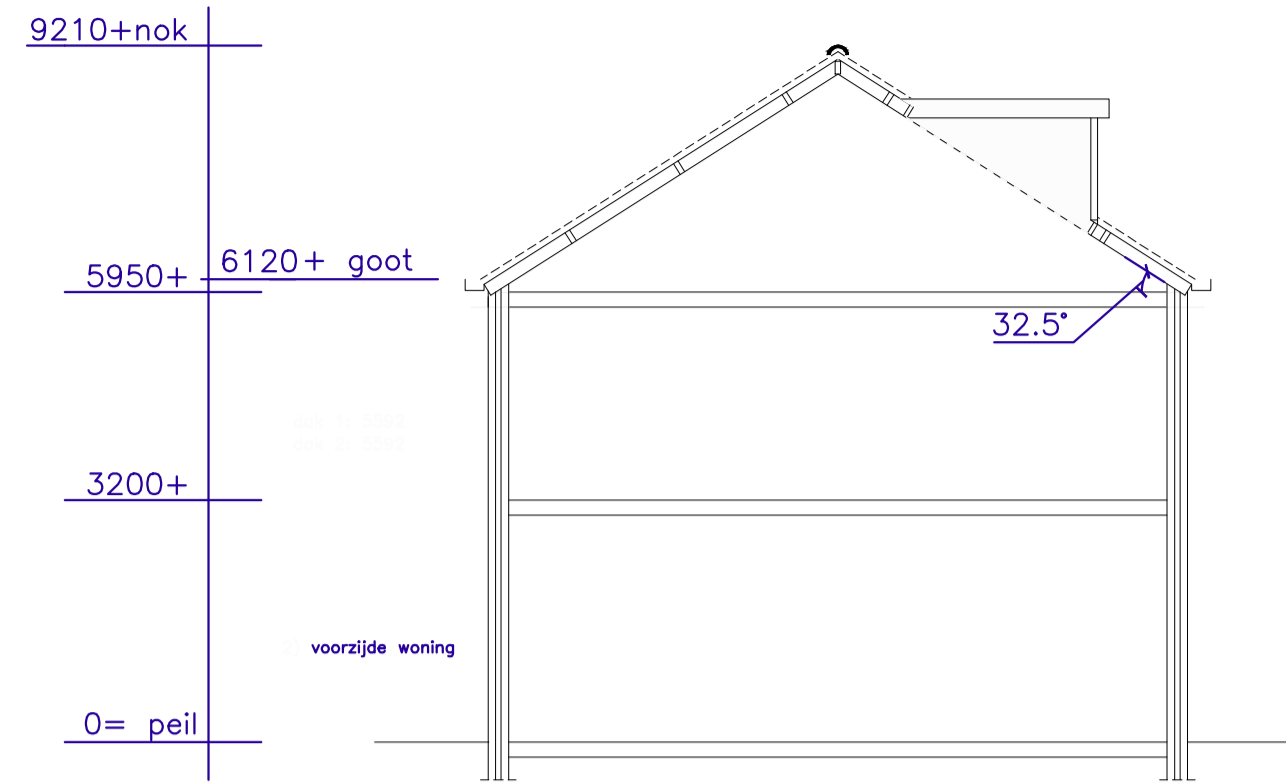 9210+nok
6120+ goot
5950+
32.5°
3200+
voorzijde woning
0= peil